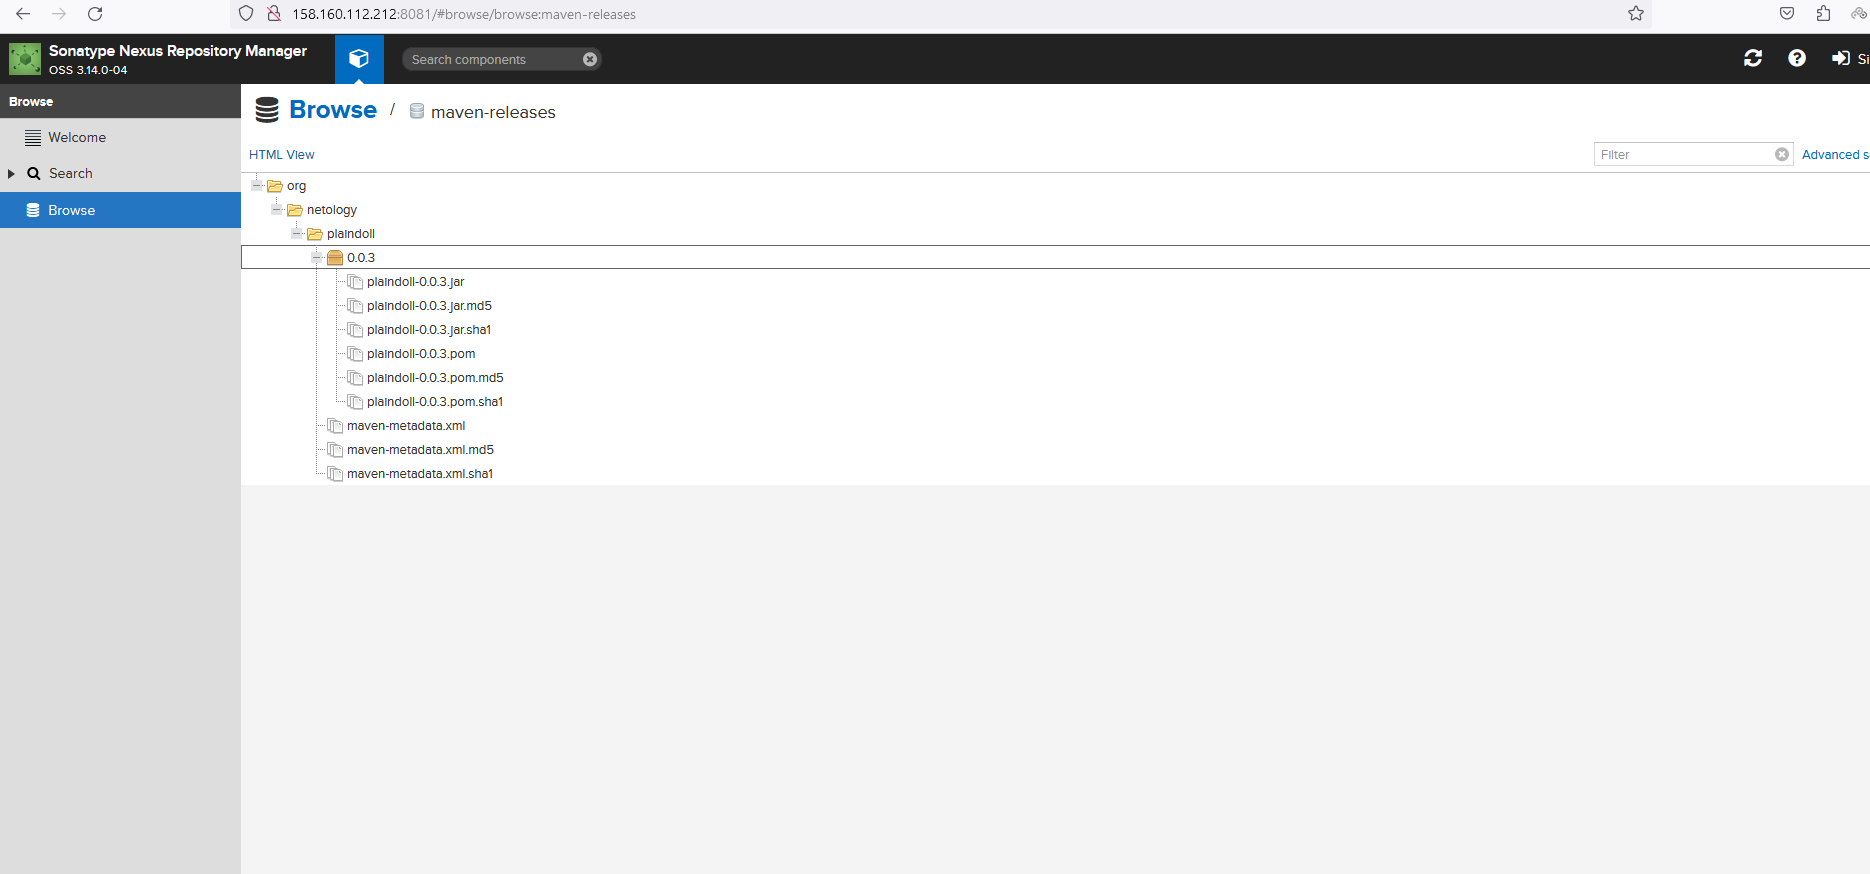 158.160.112.212:8081/#browse/browse:maven-releases
Sonatype Nexus Repository Manager
OSS 3.14.0-04
Search components
Si
Browse
Welcome
Search
Browse
Browse / maven-releases
HTML View
Filter
Advanced s
org
netology
plaindoll
0.0.3
plaindoll-0.0.3.jar
plaindoll-0.0.3.jar.md5
plaindoll-0.0.3.jar.sha1
plaindoll-0.0.3.pom
plaindoll-0.0.3.pom.md5
plaindoll-0.0.3.pom.sha1
maven-metadata.xml
maven-metadata.xml.md5
maven-metadata.xml.sha1